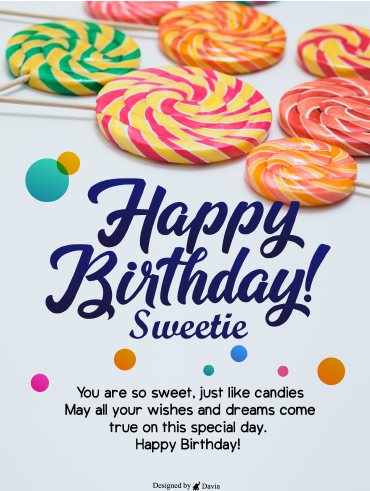 Happy
Birthday!
Sweetie
You are so sweet, just like candies
May all your wishes and dreams come
true on this special day.
Happy Birthday!
Designed by Davia